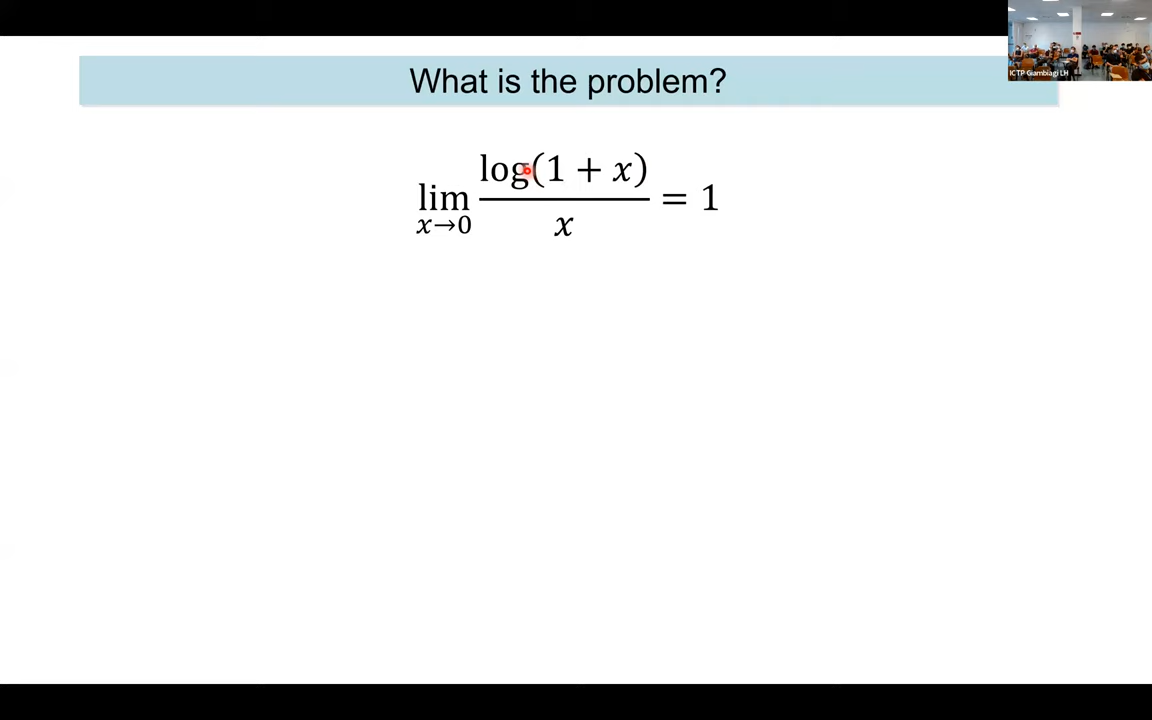 What is the problem?
ICTP Giambiagi LH
lim_{x→0} log(1 + x)/x = 1